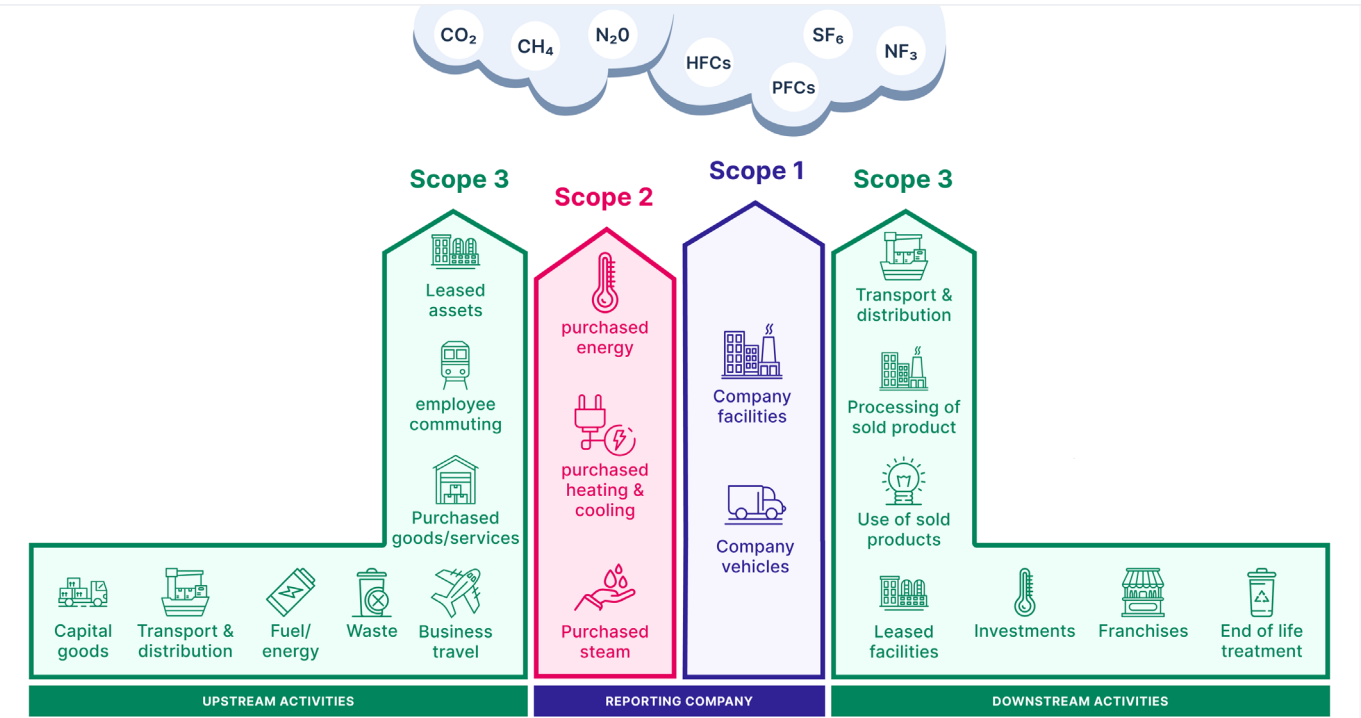 CO₂
CH₄
N₂0
HFCs
PFCs
SF₆
NF₃
Scope 3
Leased
assets
employee
commuting
Purchased
goods/services
Capital
goods
Transport &
distribution
Fuel/
energy
Waste
Business
travel
UPSTREAM ACTIVITIES
Scope 2
purchased
energy
purchased
heating &
cooling
Purchased
steam
Scope 1
Company
facilities
Company
vehicles
REPORTING COMPANY
Scope 3
Transport &
distribution
Processing of
sold product
Use of sold
products
Leased
facilities
Investments
Franchises
End of life
treatment
DOWNSTREAM ACTIVITIES